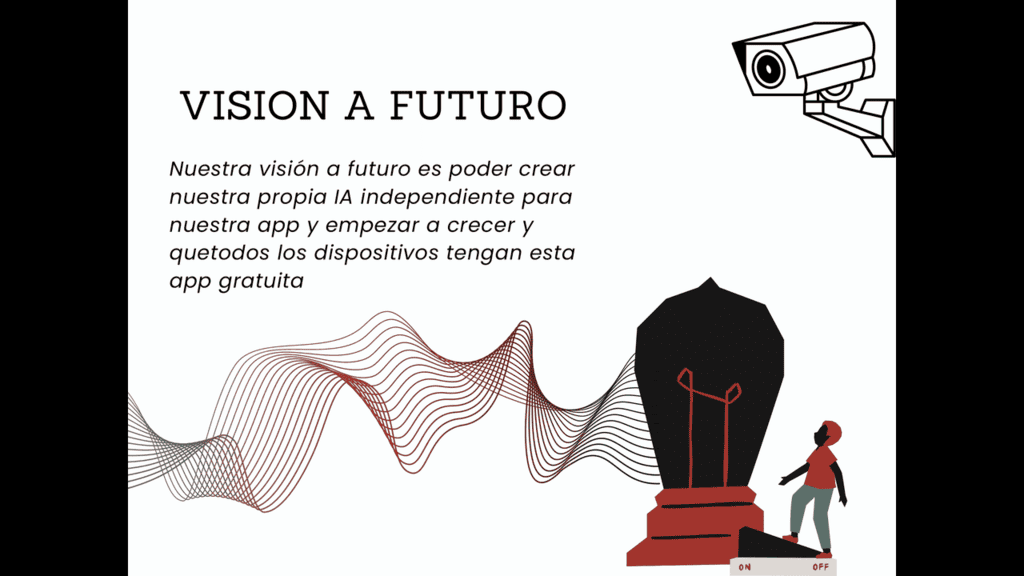 VISION A FUTURO
Nuestra visión a futuro es poder crear
nuestra propia IA independiente para
nuestra app y empezar a crecer y
quetodos los dispositivos tengan esta
app gratuita
ON OFF